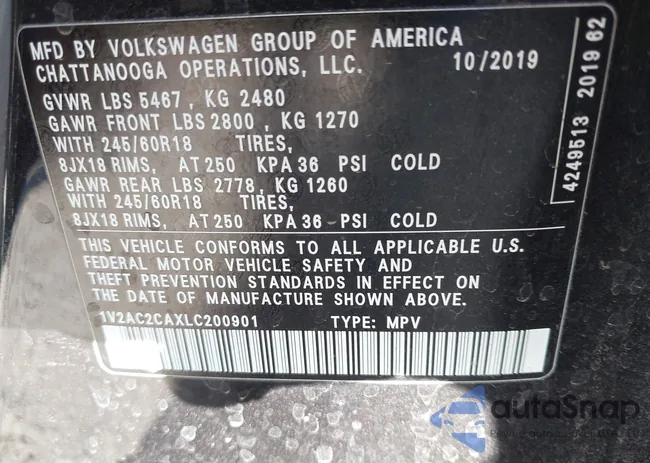 MFD BY VOLKSWAGEN GROUP OF AMERICA
CHATTANOOGA OPERATIONS, LLC. 10/2019
GVWR LBS 5467, KG 2480
GAWR FRONT LBS 2800, KG 1270
WITH 245/60R18 TIRES,
8JX18 RIMS, AT 250 KPA 36 PSI COLD
GAWR REAR LBS 2778, KG 1260
WITH 245/60R18 TIRES,
8JX18 RIMS, AT 250 KPA 36 PSI COLD
THIS VEHICLE CONFORMS TO ALL APPLICABLE U.S.
FEDERAL MOTOR VEHICLE SAFETY AND
THEFT PREVENTION STANDARDS IN EFFECT ON
THE DATE OF MANUFACTURE SHOWN ABOVE.
1V2AC2CAXLC200901 TYPE: MPV
4249513 2019 62
autoSnap